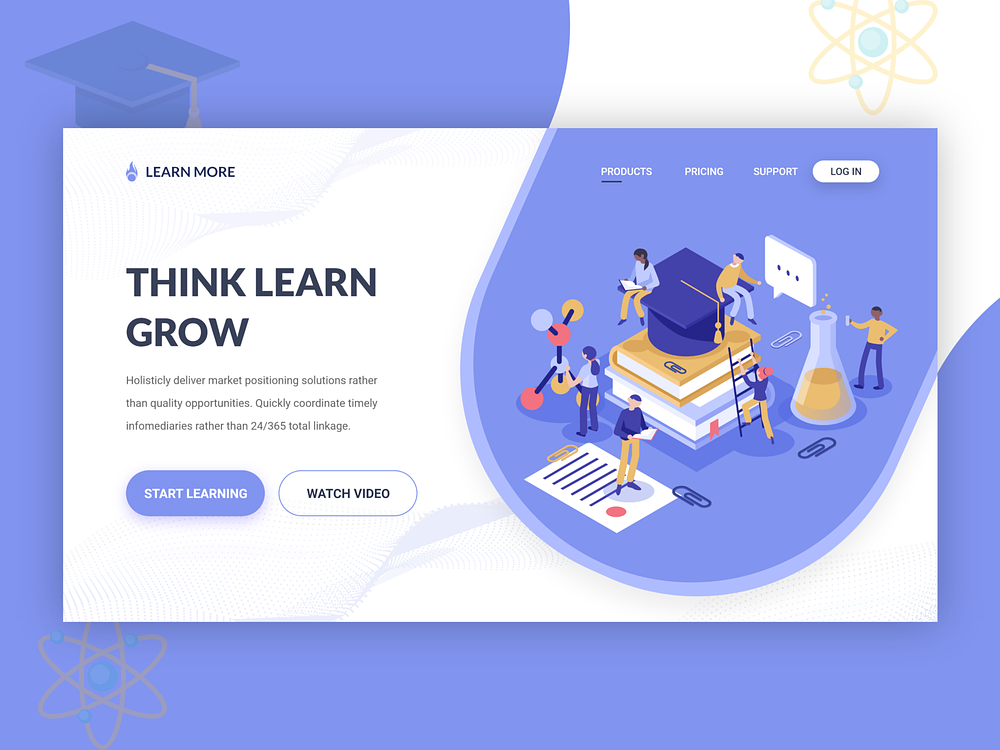 LEARN MORE
PRODUCTS PRICING SUPPORT LOG IN
THINK LEARN
GROW
Holisticly deliver market positioning solutions rather
than quality opportunities. Quickly coordinate timely
infomediaries rather than 24/365 total linkage.
START LEARNING WATCH VIDEO